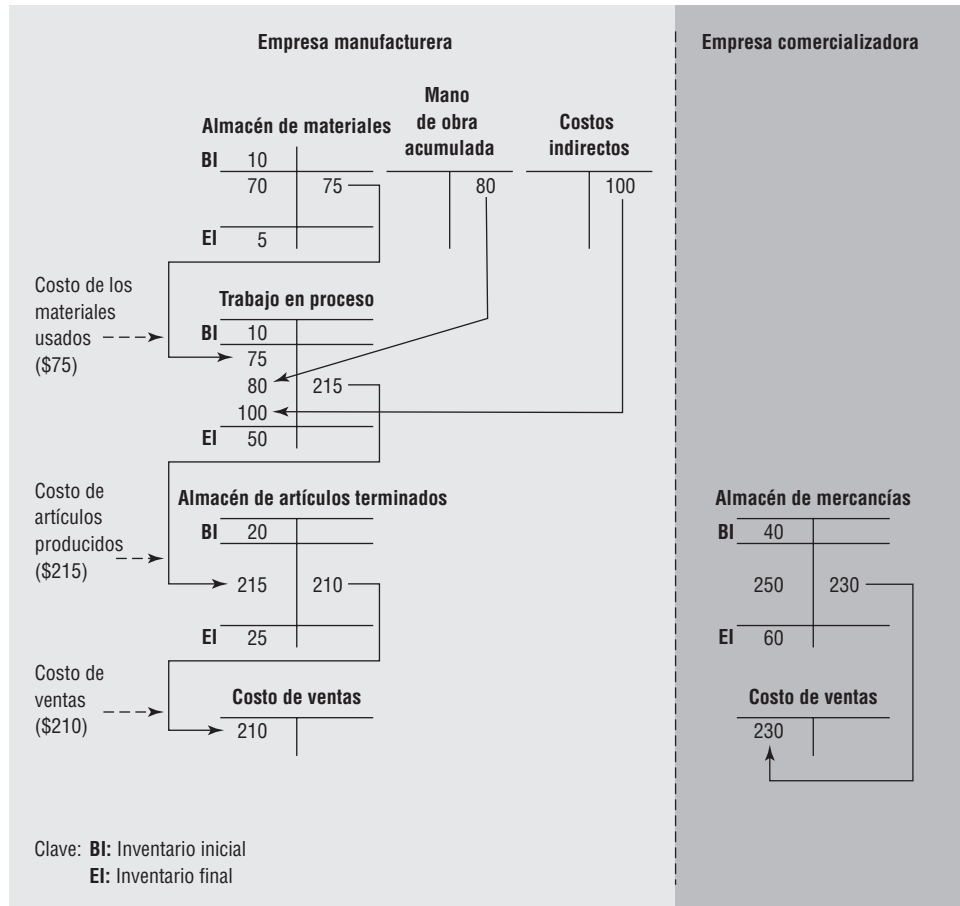 Empresa manufacturera
Empresa comercializadora
Almacén de materiales
Mano
de obra
acumulada
Costos
indirectos
BI 10
70 75
80
100
EI 5
Costo de los
materiales
usados
($75)
Trabajo en proceso
BI 10
75
80 215
100
EI 50
Costo de
artículos
producidos
($215)
Almacén de artículos terminados
BI 20
215 210
EI 25
Almacén de mercancías
BI 40
250 230
EI 60
Costo de
ventas
($210)
Costo de ventas
210
Costo de ventas
230
Clave: BI: Inventario inicial
EI: Inventario final